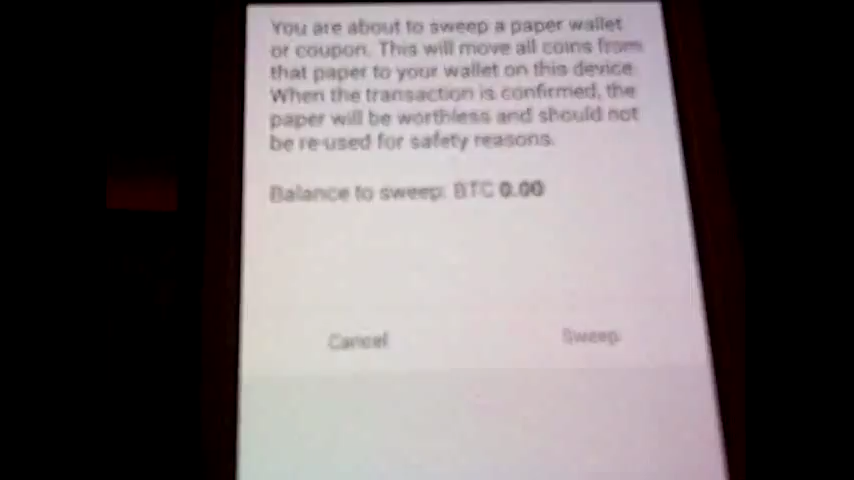 You are about to sweep a paper wallet
or coupon. This will move all coins from
that paper to your wallet on this device.
When the transaction is confirmed, the
paper will be worthless and should not
be re-used for safety reasons.
Balance to sweep: BTC 0.00
Cancel
Sweep